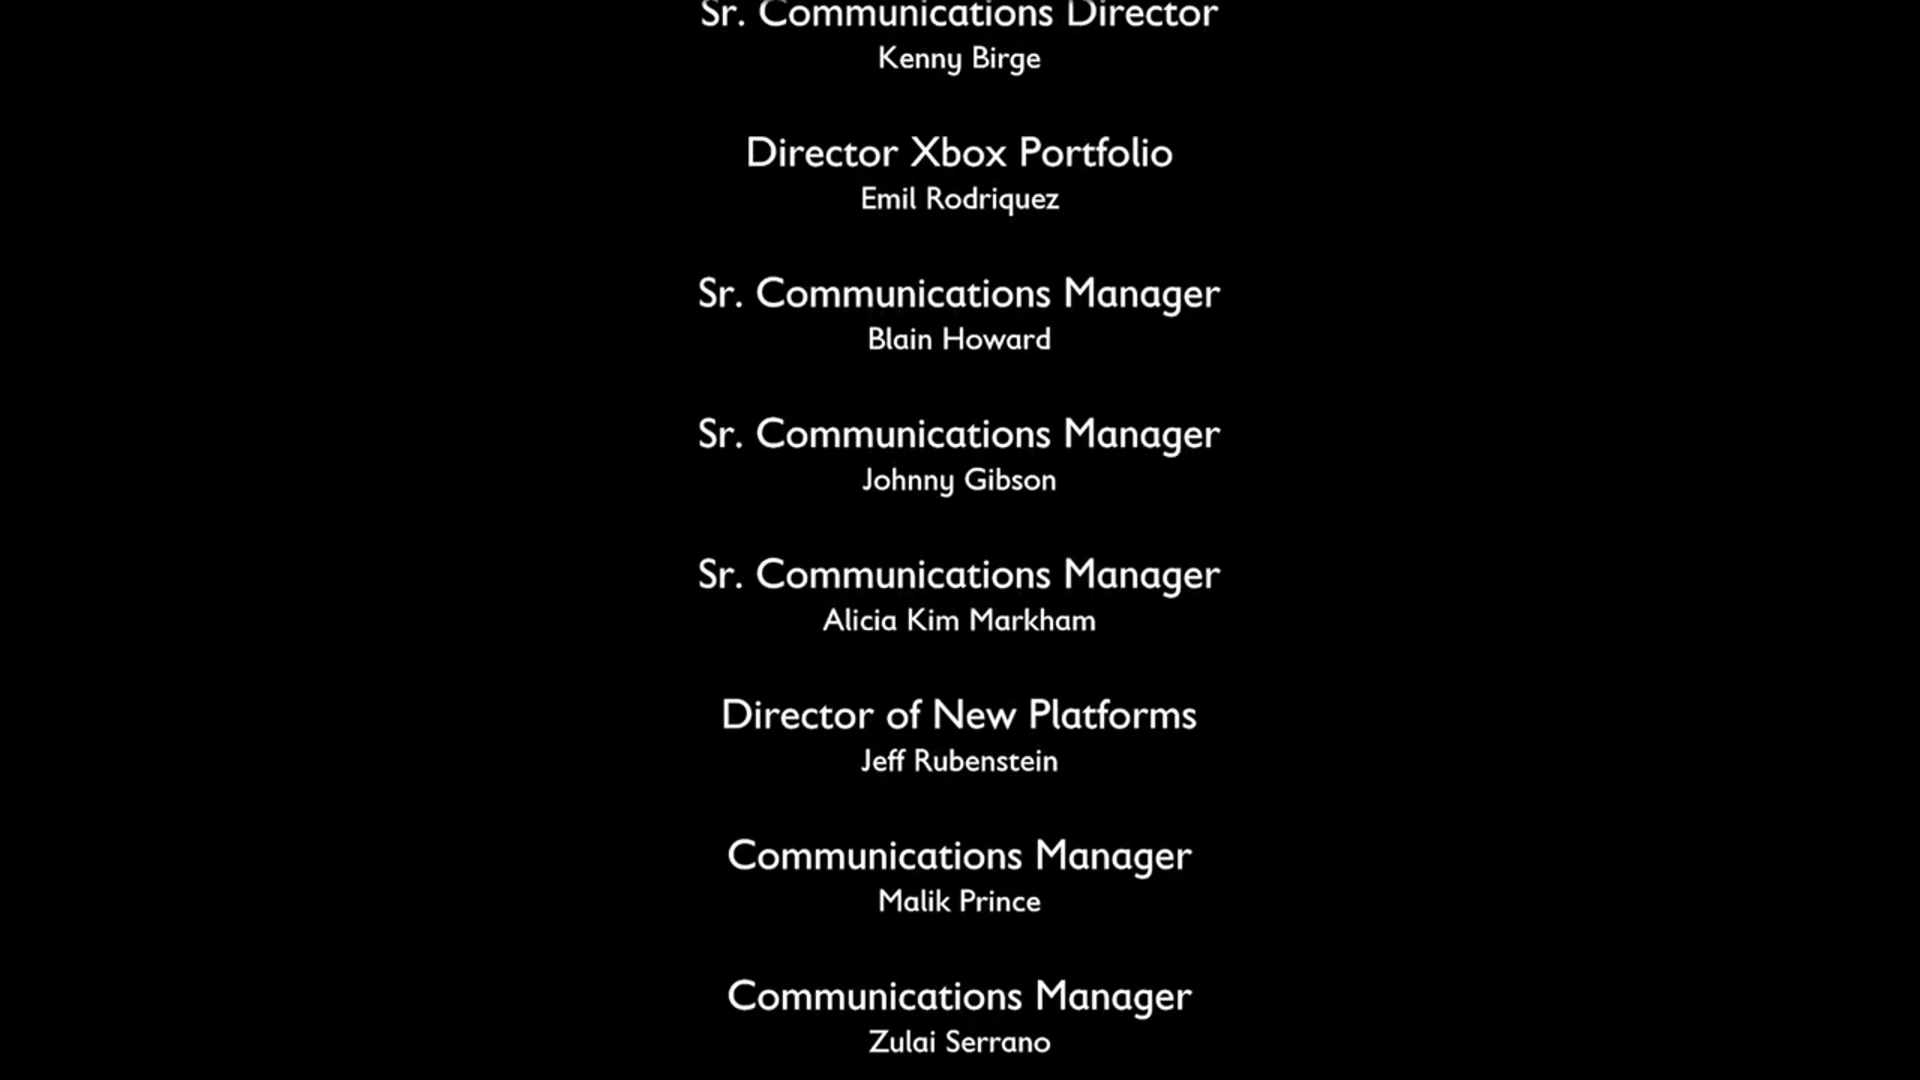 Sr. Communications Director
Kenny Birge
Director Xbox Portfolio
Emil Rodriquez
Sr. Communications Manager
Blain Howard
Sr. Communications Manager
Johnny Gibson
Sr. Communications Manager
Alicia Kim Markham
Director of New Platforms
Jeff Rubenstein
Communications Manager
Malik Prince
Communications Manager
Zulai Serrano